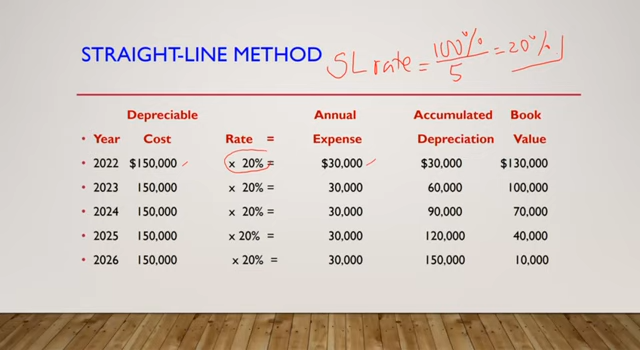 STRAIGHT-LINE METHOD SL rate = 100% / 5 = 20%
Depreciable Annual Accumulated Book
• Year Cost Rate = Expense Depreciation Value
• 2022 $150,000 x 20% = $30,000 $30,000 $130,000
• 2023 150,000 x 20% = 30,000 60,000 100,000
• 2024 150,000 x 20% = 30,000 90,000 70,000
• 2025 150,000 x 20% = 30,000 120,000 40,000
• 2026 150,000 x 20% = 30,000 150,000 10,000